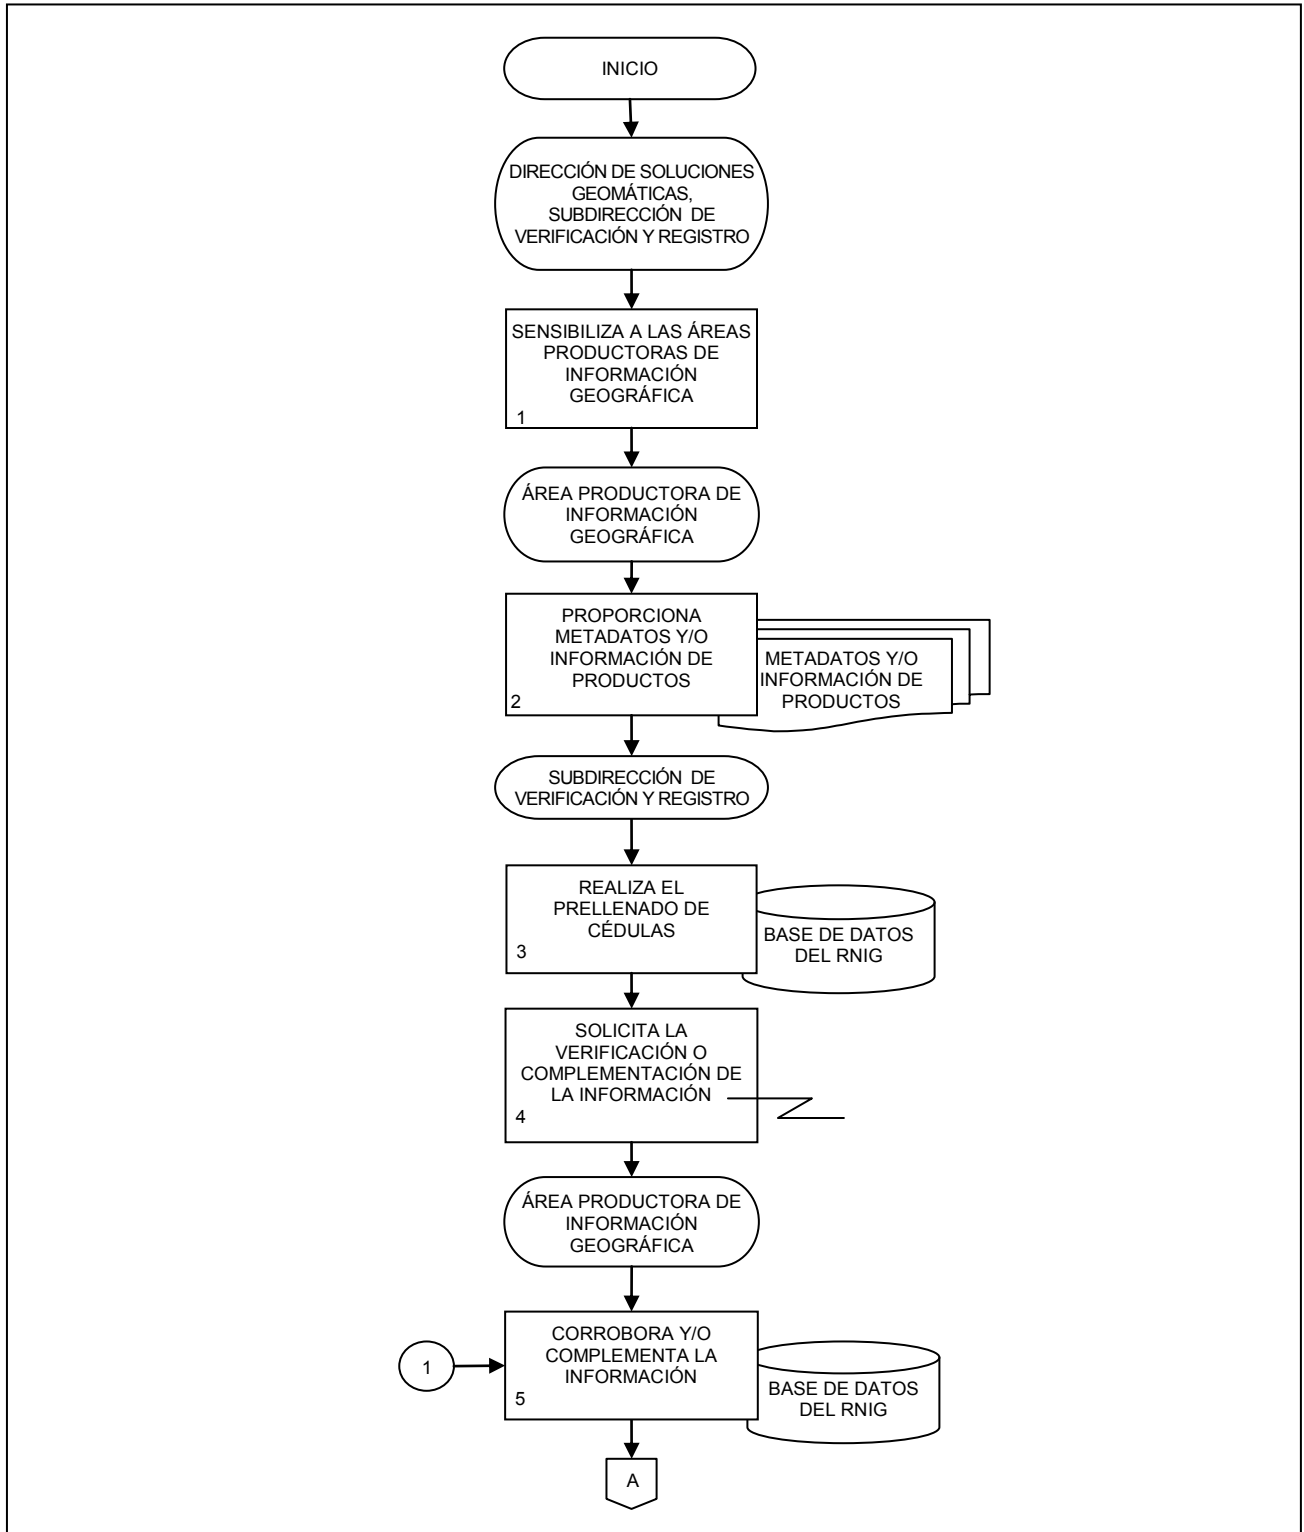 INICIO
DIRECCIÓN DE SOLUCIONES
GEOMÁTICAS,
SUBDIRECCIÓN DE
VERIFICACIÓN Y REGISTRO
SENSIBILIZA A LAS ÁREAS
PRODUCTORAS DE
INFORMACIÓN
GEOGRÁFICA
1
ÁREA PRODUCTORA DE
INFORMACIÓN
GEOGRÁFICA
PROPORCIONA
METADATOS Y/O
INFORMACIÓN DE
PRODUCTOS
2
METADATOS Y/O
INFORMACIÓN DE
PRODUCTOS
SUBDIRECCIÓN DE
VERIFICACIÓN Y REGISTRO
REALIZA EL
PRELLENADO DE
CÉDULAS
3
BASE DE DATOS
DEL RNIG
SOLICITA LA
VERIFICACIÓN O
COMPLEMENTACIÓN DE
LA INFORMACIÓN
4
ÁREA PRODUCTORA DE
INFORMACIÓN
GEOGRÁFICA
1
CORROBORA Y/O
COMPLEMENTA LA
INFORMACIÓN
5
BASE DE DATOS
DEL RNIG
A